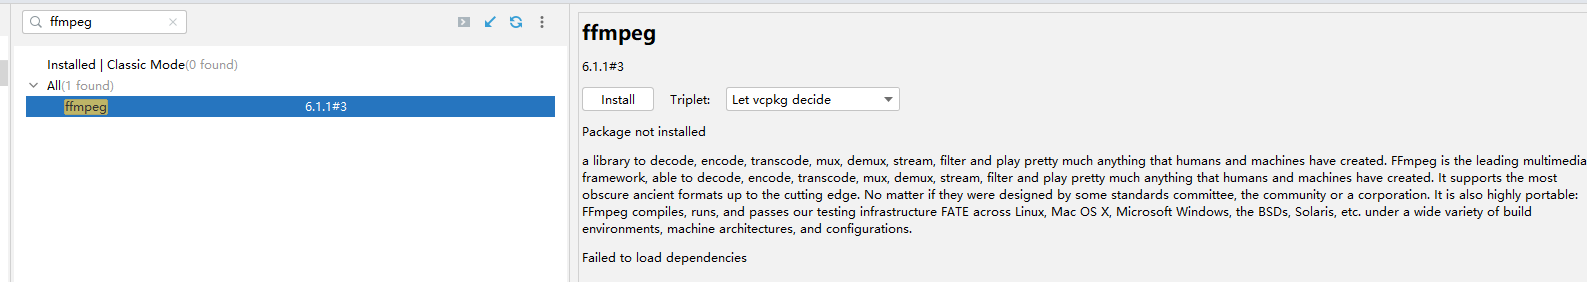 ffmpeg
Installed | Classic Mode(0 found)
All(1 found)
ffmpeg 6.1.1#3
ffmpeg
6.1.1#3
Install Triplet: Let vcpkg decide
Package not installed
a library to decode, encode, transcode, mux, demux, stream, filter and play pretty much anything that humans and machines have created. FFmpeg is the leading multimedia
framework, able to decode, encode, transcode, mux, demux, stream, filter and play pretty much anything that humans and machines have created. It supports the most
obscure ancient formats up to the cutting edge. No matter if they were designed by some standards committee, the community or a corporation. It is also highly portable:
FFmpeg compiles, runs, and passes our testing infrastructure FATE across Linux, Mac OS X, Microsoft Windows, the BSDs, Solaris, etc. under a wide variety of build
environments, machine architectures, and configurations.
Failed to load dependencies